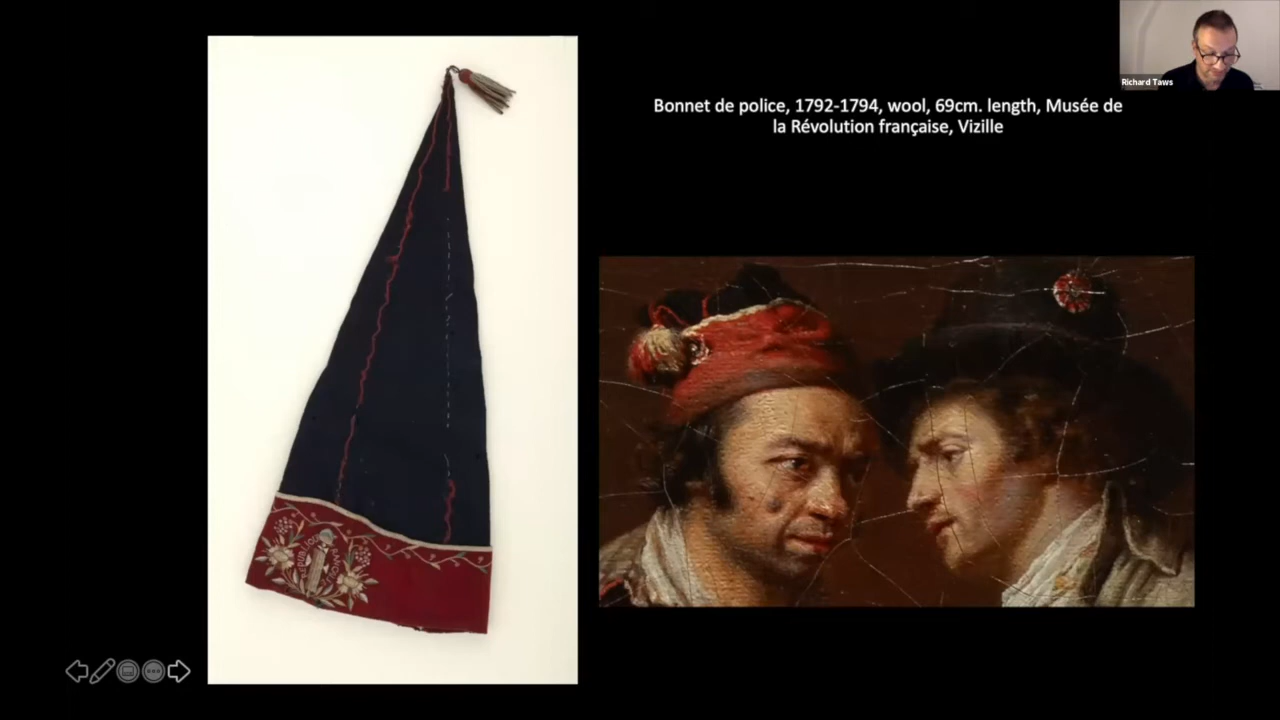 Richard Taws
Bonnet de police, 1792-1794, wool, 69cm. length, Musée de
la Révolution française, Vizille